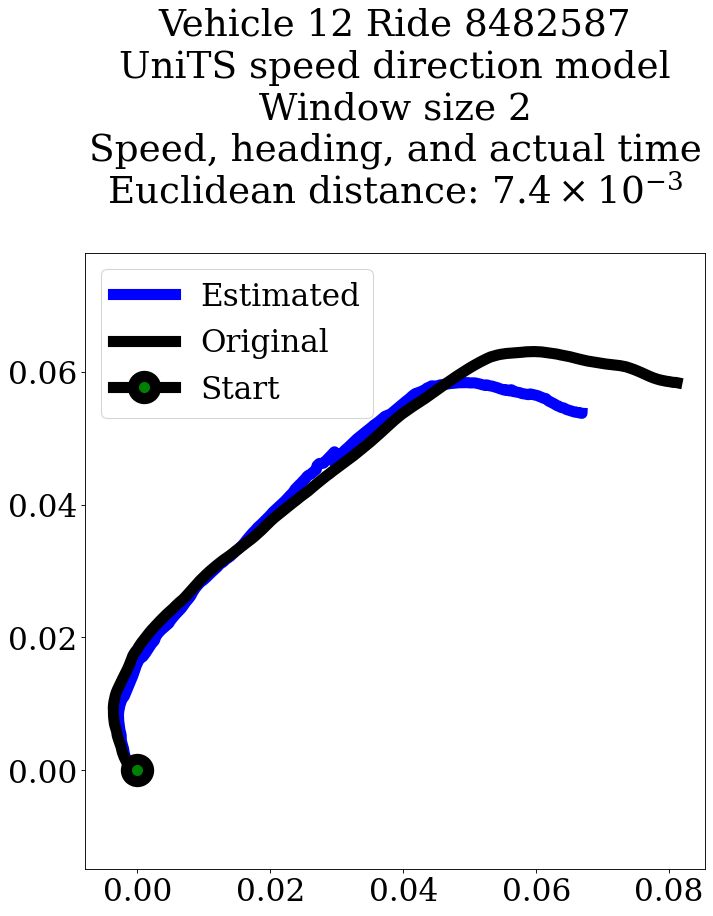 Vehicle 12 Ride 8482587
UniTS speed direction model
Window size 2
Speed, heading, and actual time
Euclidean distance: 7.4 × 10⁻³
Estimated
Original
Start
0.06
0.04
0.02
0.00
0.00 0.02 0.04 0.06 0.08